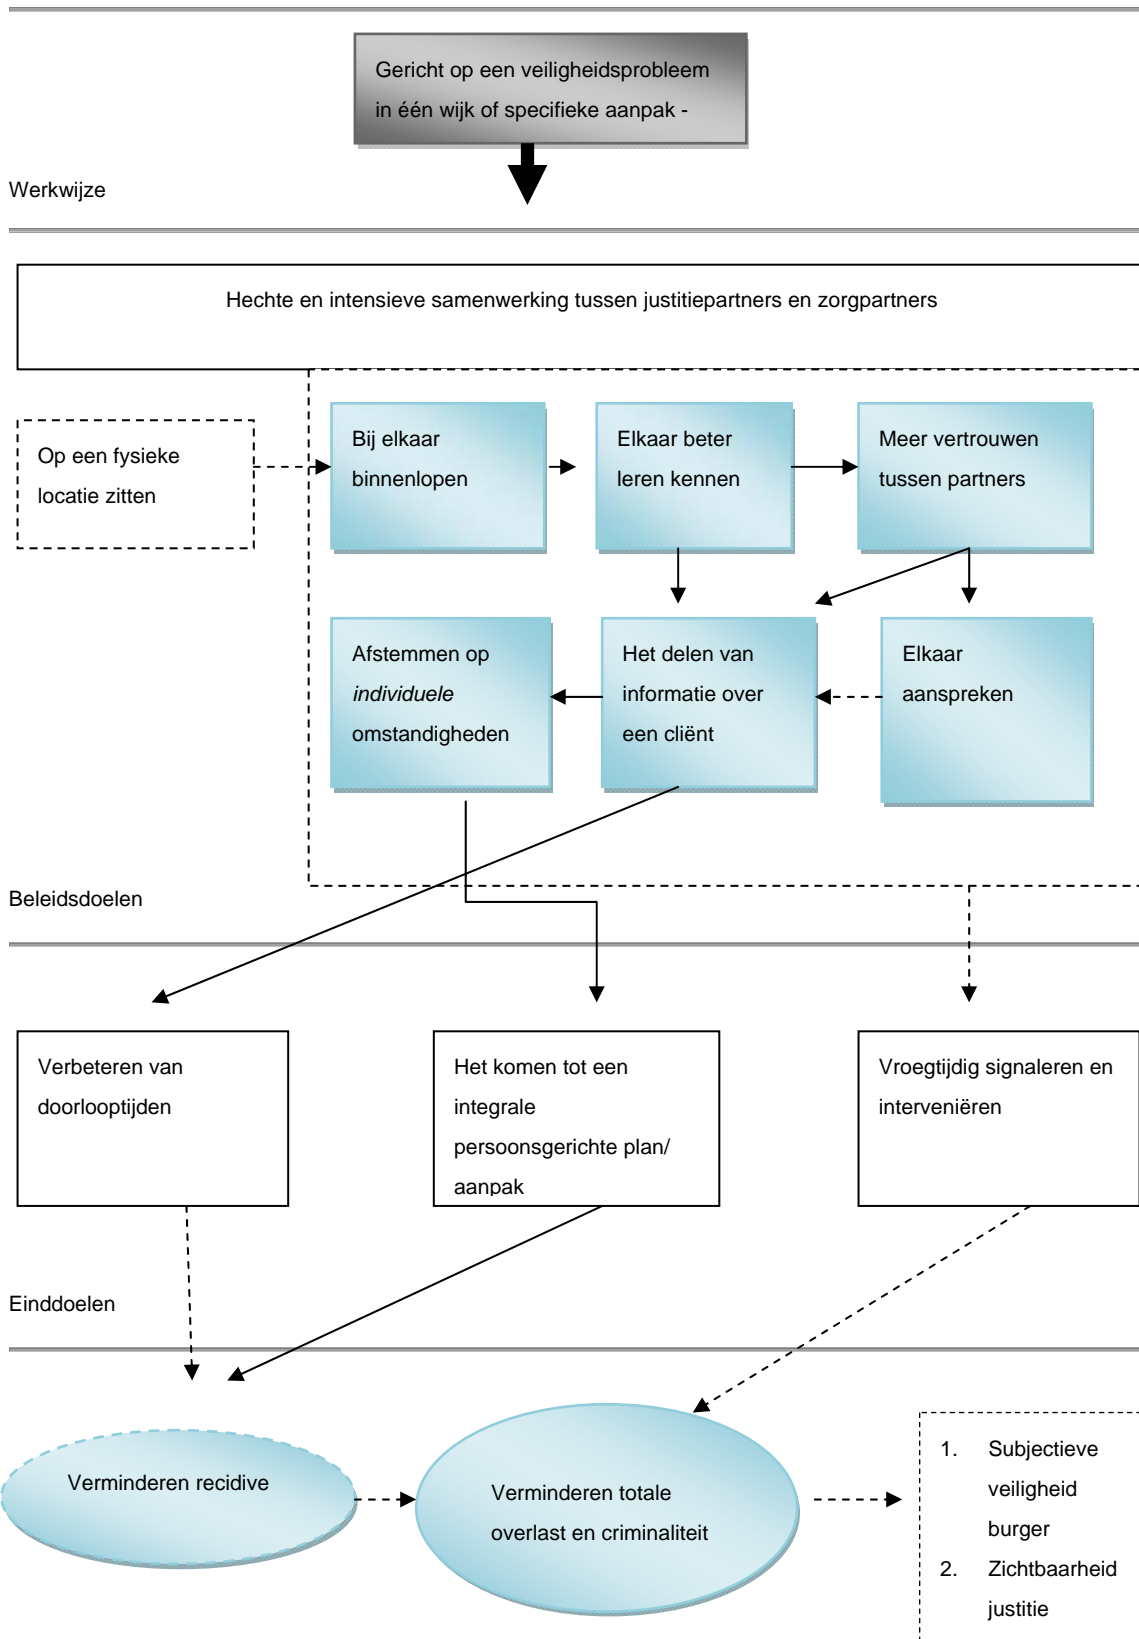 Gericht op een veiligheidsprobleem
in één wijk of specifieke aanpak -
Werkwijze
Hechte en intensieve samenwerking tussen justitiepartners en zorgpartners
Op een fysieke
locatie zitten
Bij elkaar
binnenlopen
Elkaar beter
leren kennen
Meer vertrouwen
tussen partners
Afstemmen op
individuele
omstandigheden
Het delen van
informatie over
een cliënt
Elkaar
aanspreken
Beleidsdoelen
Verbeteren van
doorlooptijden
Het komen tot een
integrale
persoonsgerichte plan/
aanpak
Vroegtijdig signaleren en
interveniëren
Einddoelen
Verminderen recidive
Verminderen totale
overlast en criminaliteit
1. Subjectieve
veiligheid
burger
2. Zichtbaarheid
justitie